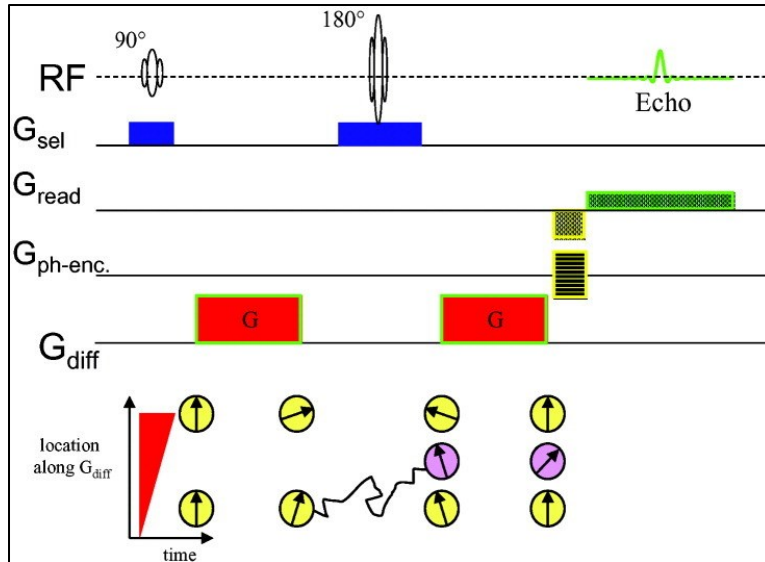 90°
180°
RF
Echo
Gsel
Gread
Gph-enc.
G
G
Gdiff
location
along Gdiff
time